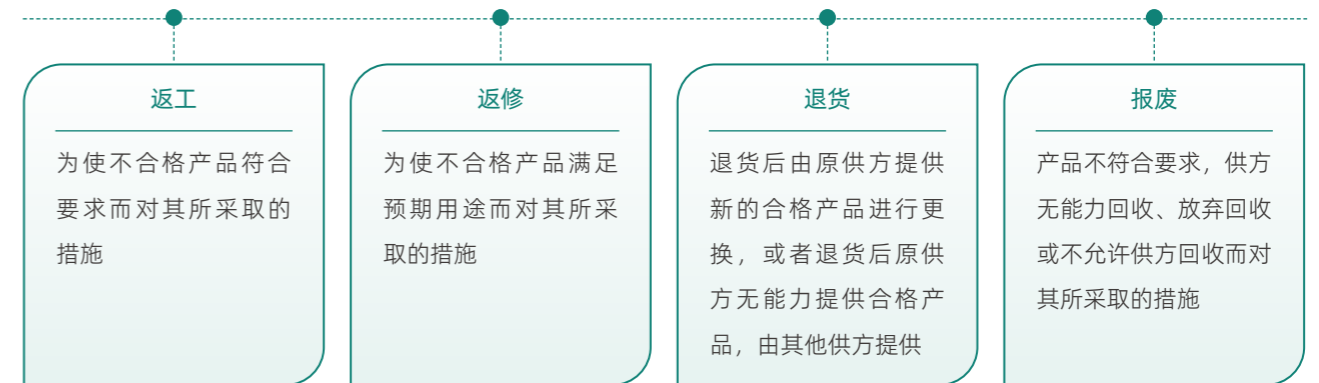 返工
为使不合格产品符合
要求而对其所采取的
措施
返修
为使不合格产品满足
预期用途而对其所采
取的措施
退货
退货后由原供方提供
新的合格产品进行更
换，或者退货后原供
方无能力提供合格产
品，由其他供方提供
报废
产品不符合要求，供方
无能力回收、放弃回收
或不允许供方回收而对
其所采取的措施